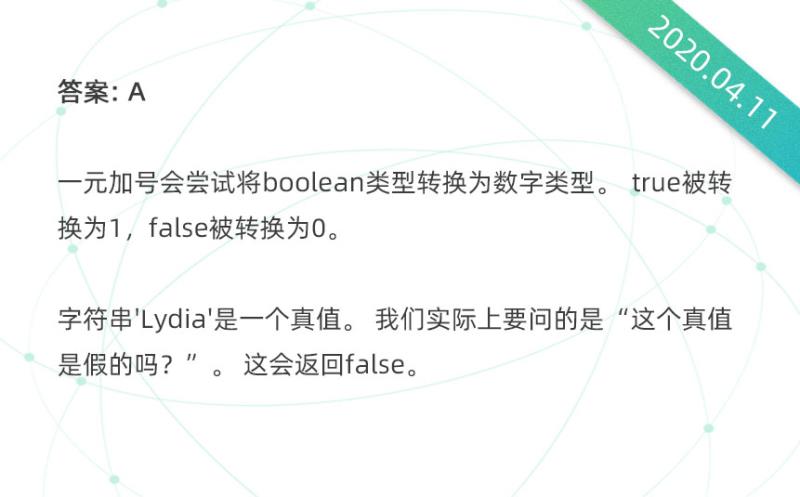 2020.04.11
答案: A
一元加号会尝试将boolean类型转换为数字类型。 true被转
换为1，false被转换为0。
字符串'Lydia'是一个真值。 我们实际上要问的是 “这个真值
是假的吗？” 。 这会返回false。